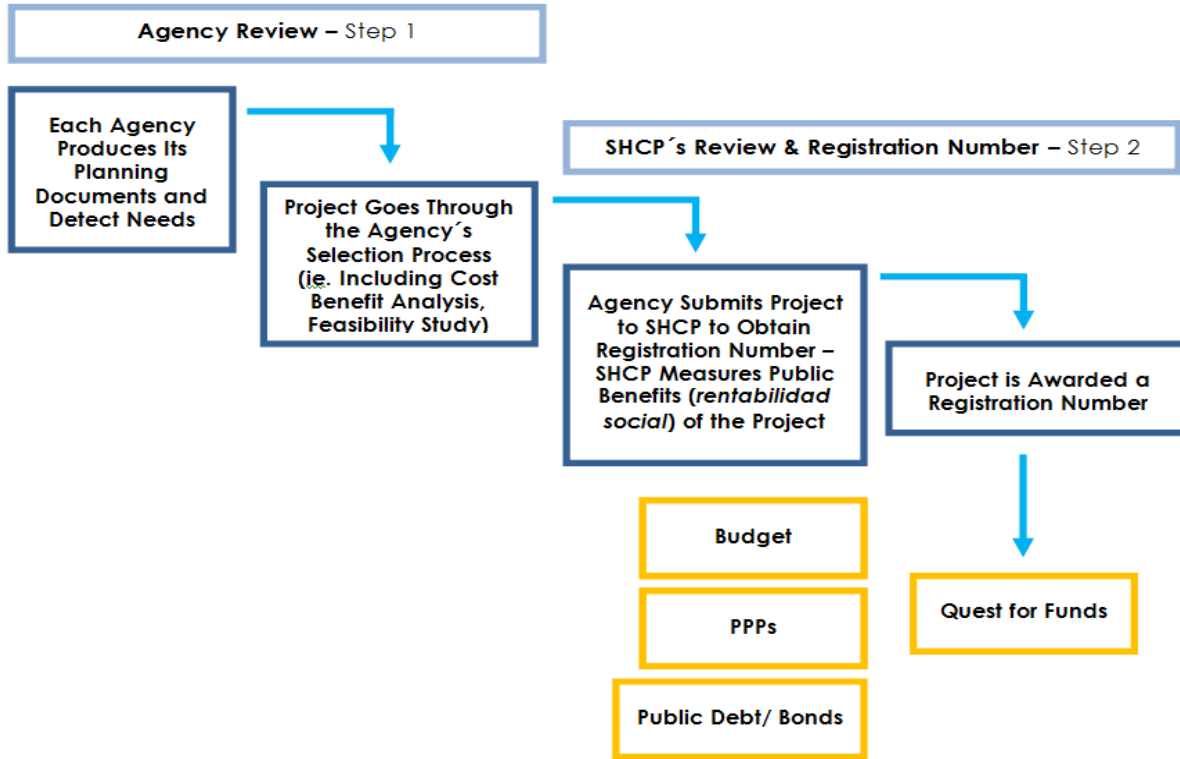 Agency Review – Step 1
Each Agency
Produces Its
Planning
Documents and
Detect Needs
Project Goes Through
the Agency´s
Selection Process
(ie. Including Cost
Benefit Analysis,
Feasibility Study)
SHCP´s Review & Registration Number – Step 2
Agency Submits Project
to SHCP to Obtain
Registration Number –
SHCP Measures Public
Benefits (rentabilidad
social) of the Project
Project is Awarded a
Registration Number
Budget
PPPs
Public Debt/ Bonds
Quest for Funds